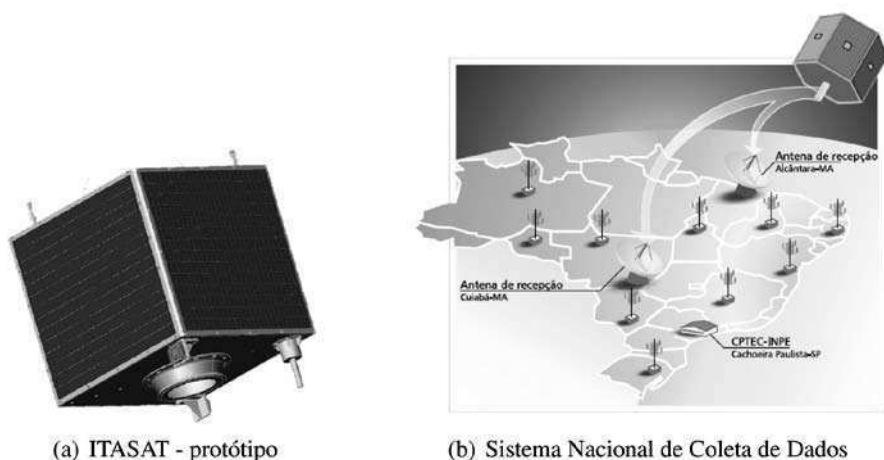 Antena de recepção
Alcântara-MA
Antena de recepção
Cuiabá-MA
CPTEC-INPE
Cachoeira Paulista-SP
(a) ITASAT - protótipo
(b) Sistema Nacional de Coleta de Dados